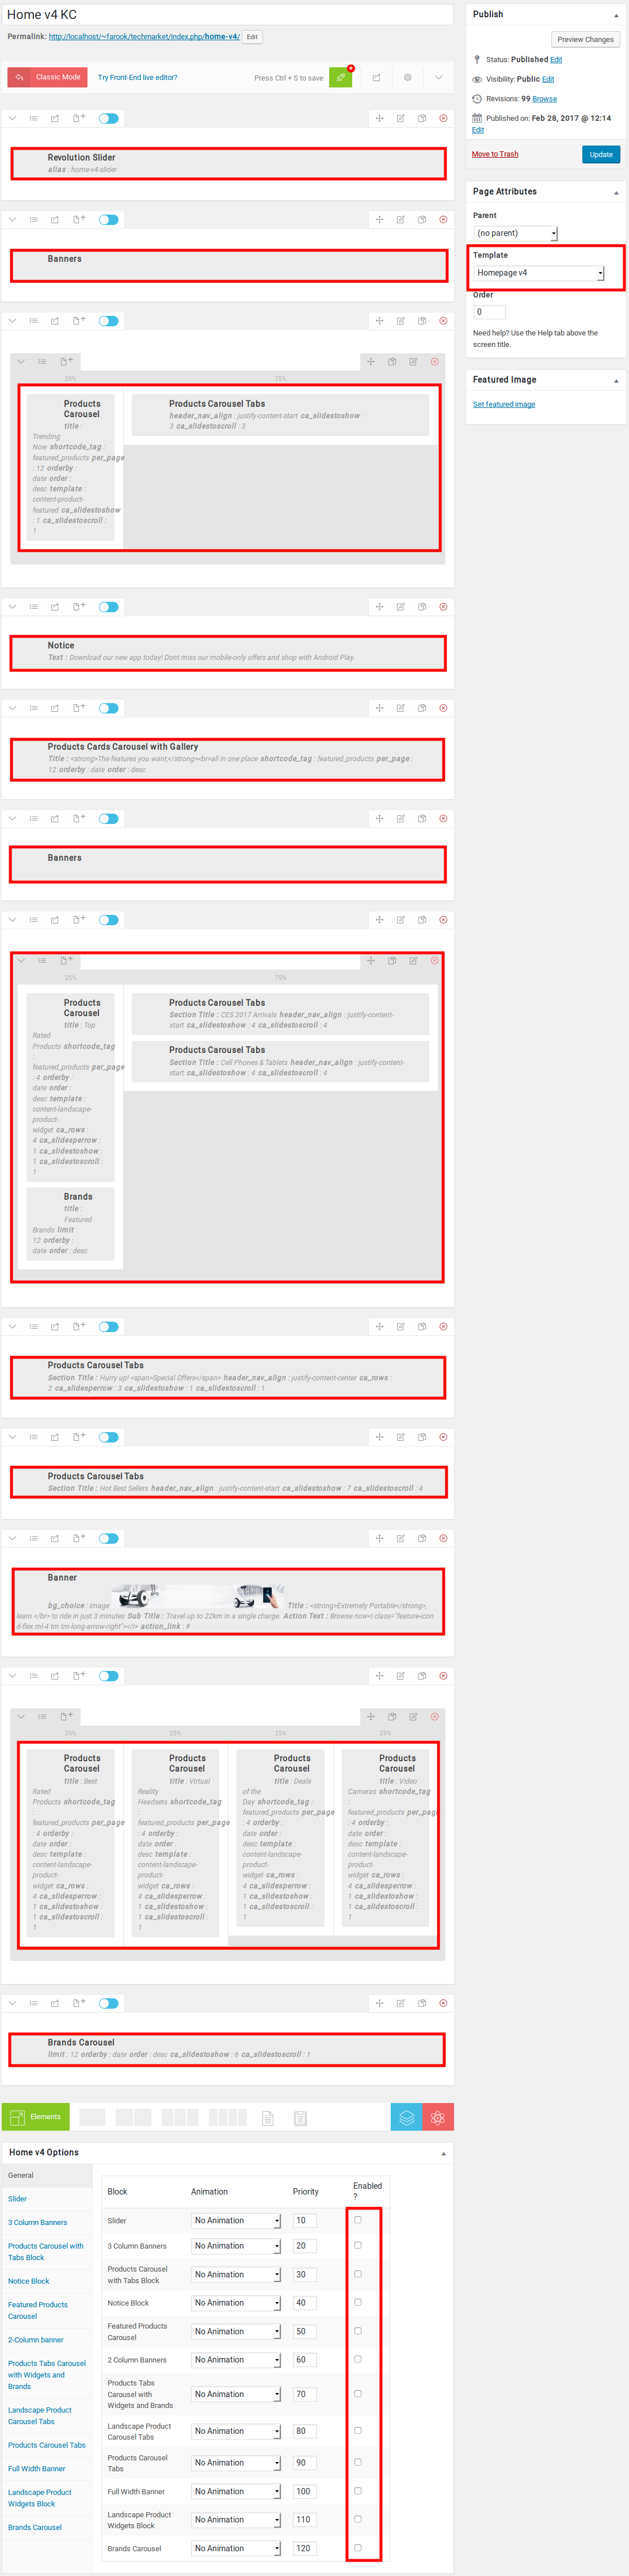 Home v4 KC
Permalink: http://localhost/~farook/techmarket/index.php/home-v4/ Edit
Classic Mode
Try Front-End live editor?
Press Ctrl + S to save
Revolution Slider
alias : home-v4-slider
Banners
25%
75%
Products
Carousel
title :
Trending
Now shortcode_tag :
featured_products per_page
: 12 orderby :
date order :
desc template :
content-product-
featured ca_slidestoshow
: 1 ca_slidestoscroll :
1
Products Carousel Tabs
header_nav_align : justify-content-start ca_slidestoshow :
3 ca_slidestoscroll : 3
Notice
Text : Download our new app today! Dont miss our mobile-only offers and shop with Android Play.
Products Cards Carousel with Gallery
Title : <strong>The features you want,</strong><br>all in one place shortcode_tag : featured_products per_page :
12 orderby : date order : desc
Banners
25%
75%
Products
Carousel
title : Top
Rated
Products shortcode_tag
:
featured_products per_page
: 4 orderby :
date order :
desc template :
content-landscape-
product-
widget ca_rows :
4 ca_slidesperrow :
1 ca_slidestoshow :
1 ca_slidestoscroll :
1
Brands
title :
Featured
Brands limit :
12 orderby :
date order : desc
Products Carousel Tabs
Section Title : CES 2017 Arrivals header_nav_align : justify-content-
start ca_slidestoshow : 4 ca_slidestoscroll : 4
Products Carousel Tabs
Section Title : Cell Phones & Tablets header_nav_align : justify-content-
start ca_slidestoshow : 4 ca_slidestoscroll : 4
Products Carousel Tabs
Section Title : Hurry up! <span>Special Offers</span> header_nav_align : justify-content-center ca_rows :
2 ca_slidesperrow : 3 ca_slidestoshow : 1 ca_slidestoscroll : 1
Products Carousel Tabs
Section Title : Hot Best Sellers header_nav_align : justify-content-start ca_slidestoshow : 7 ca_slidestoscroll : 4
Banner
bg_choice : image Title : <strong>Extremely Portable</strong>,
learn </br> to ride in just 3 minutes Sub Title : Travel up to 22km in a single charge. Action Text : Browse now<i class="feature-icon
d-flex ml-4 tm tm-long-arrow-right"></i> action_link : #
25%
25%
25%
25%
Products
Carousel
title : Best
Rated
Products shortcode_tag
:
featured_products per_page
: 4 orderby :
date order :
desc template :
content-landscape-
product-
widget ca_rows :
4 ca_slidesperrow :
1 ca_slidestoshow :
1 ca_slidestoscroll :
1
Products
Carousel
title : Virtual
Reality
Headsets shortcode_tag
:
featured_products per_page
: 4 orderby :
date order :
desc template :
content-landscape-
product-
widget ca_rows :
4 ca_slidesperrow :
1 ca_slidestoshow :
1 ca_slidestoscroll :
1
Products
Carousel
title : Deals
of the
Day shortcode_tag :
featured_products per_page
: 4 orderby :
date order :
desc template :
content-landscape-
product-
widget ca_rows :
4 ca_slidesperrow :
1 ca_slidestoshow :
1 ca_slidestoscroll :
1
Products
Carousel
title : Video
Cameras shortcode_tag
:
featured_products per_page
: 4 orderby :
date order :
desc template :
content-landscape-
product-
widget ca_rows :
4 ca_slidesperrow :
1 ca_slidestoshow :
1 ca_slidestoscroll :
1
Brands Carousel
limit : 12 orderby : date order : desc ca_slidestoshow : 6 ca_slidestoscroll : 1
Elements
Home v4 Options
General
Slider
3 Column Banners
Products Carousel with
Tabs Block
Notice Block
Featured Products
Carousel
2-Column banner
Products Tabs Carousel
with Widgets and
Brands
Landscape Product
Carousel Tabs
Products Carousel Tabs
Full Width Banner
Landscape Product
Widgets Block
Brands Carousel
Block Animation Priority Enabled
?
Slider No Animation 10
3 Column Banners No Animation 20
Products Carousel
with Tabs Block No Animation 30
Notice Block No Animation 40
Featured Products
Carousel No Animation 50
2 Column Banners No Animation 60
Products Tabs
Carousel with
Widgets and Brands No Animation 70
Landscape Product
Carousel Tabs No Animation 80
Products Carousel
Tabs No Animation 90
Full Width Banner No Animation 100
Landscape Product
Widgets Block No Animation 110
Brands Carousel No Animation 120
Publish
Preview Changes
Status: Published Edit
Visibility: Public Edit
Revisions: 99 Browse
Published on: Feb 28, 2017 @ 12:14
Edit
Move to Trash
Update
Page Attributes
Parent
(no parent)
Template
Homepage v4
Order
0
Need help? Use the Help tab above the
screen title.
Featured Image
Set featured image